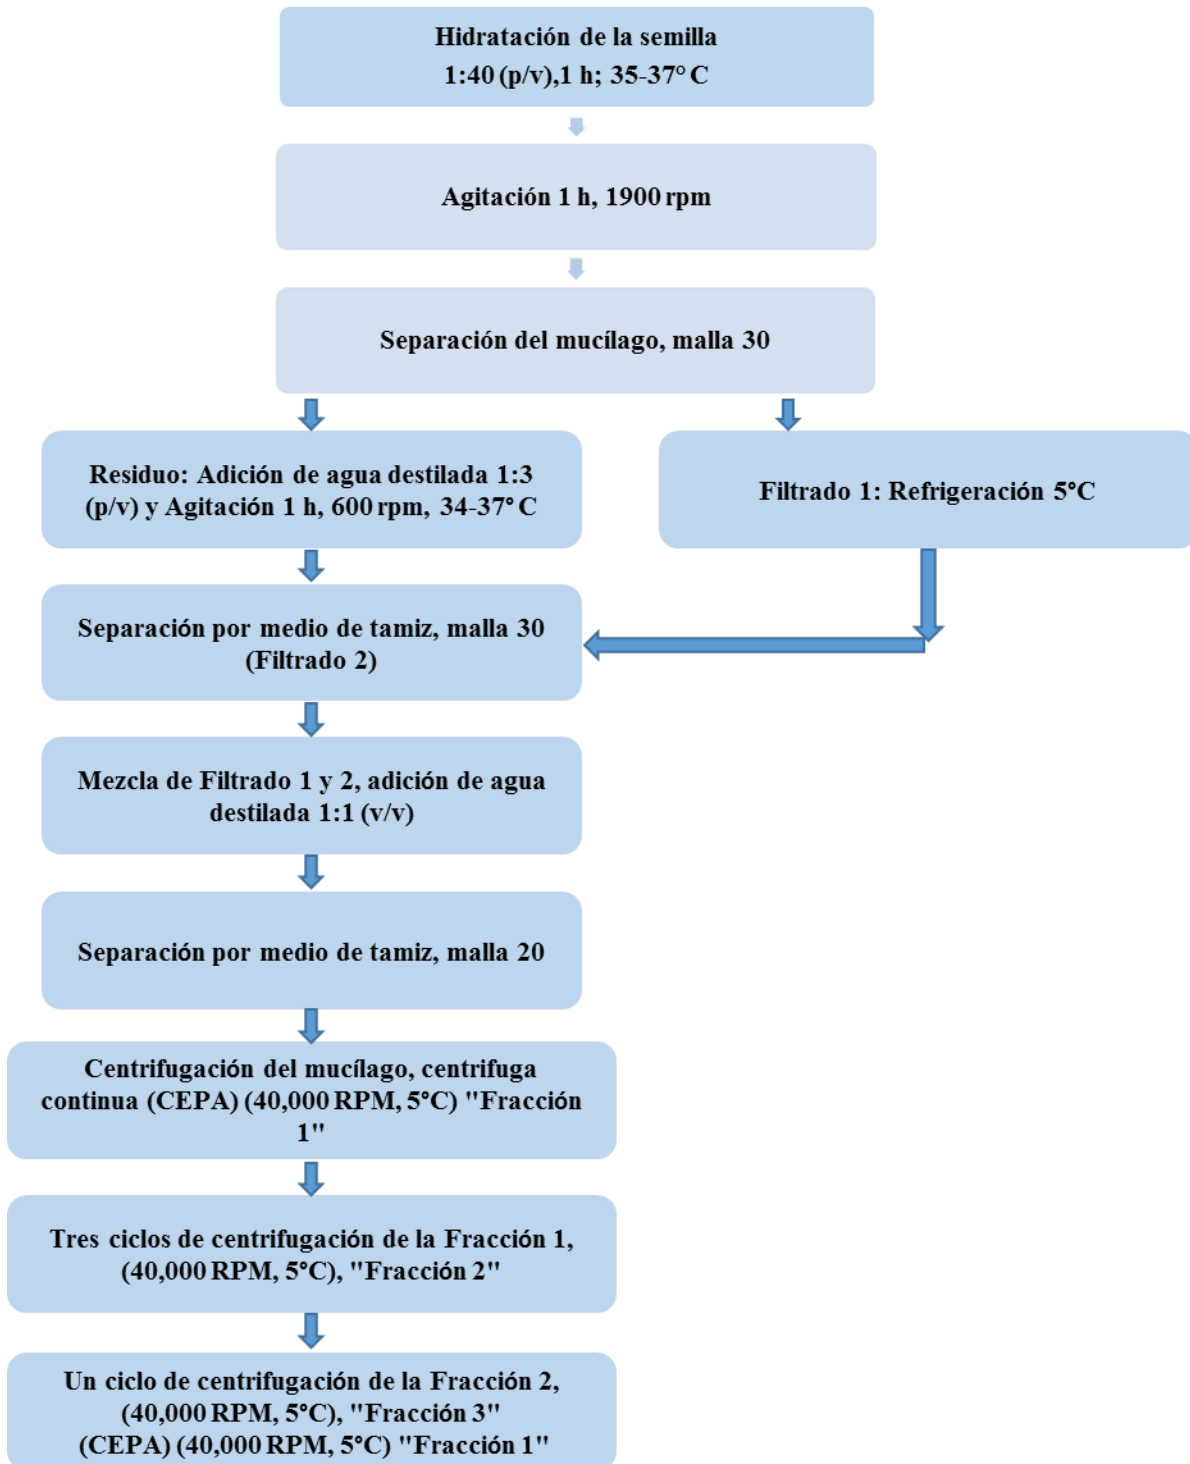 Hidratación de la semilla
1:40 (p/v),1 h; 35-37° C
Agitación 1 h, 1900 rpm
Separación del mucílago, malla 30
Residuo: Adición de agua destilada 1:3
(p/v) y Agitación 1 h, 600 rpm, 34-37° C
Filtrado 1: Refrigeración 5°C
Separación por medio de tamiz, malla 30
(Filtrado 2)
Mezcla de Filtrado 1 y 2, adición de agua
destilada 1:1 (v/v)
Separación por medio de tamiz, malla 20
Centrifugación del mucílago, centrifuga
continua (CEPA) (40,000 RPM, 5°C) "Fracción
1"
Tres ciclos de centrifugación de la Fracción 1,
(40,000 RPM, 5°C), "Fracción 2"
Un ciclo de centrifugación de la Fracción 2,
(40,000 RPM, 5°C), "Fracción 3"
(CEPA) (40,000 RPM, 5°C) "Fracción 1"